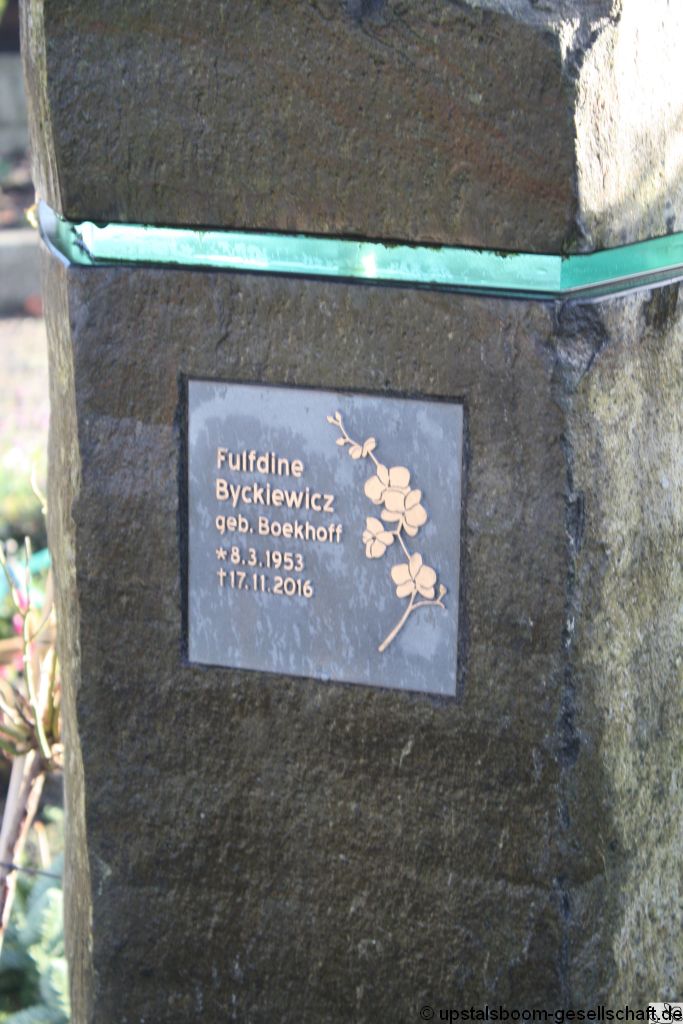 Fulfdine
Byckiewicz
geb. Boekhoff
*8.3.1953
†17.11.2016
© upstalsboom-gesellschaft.de